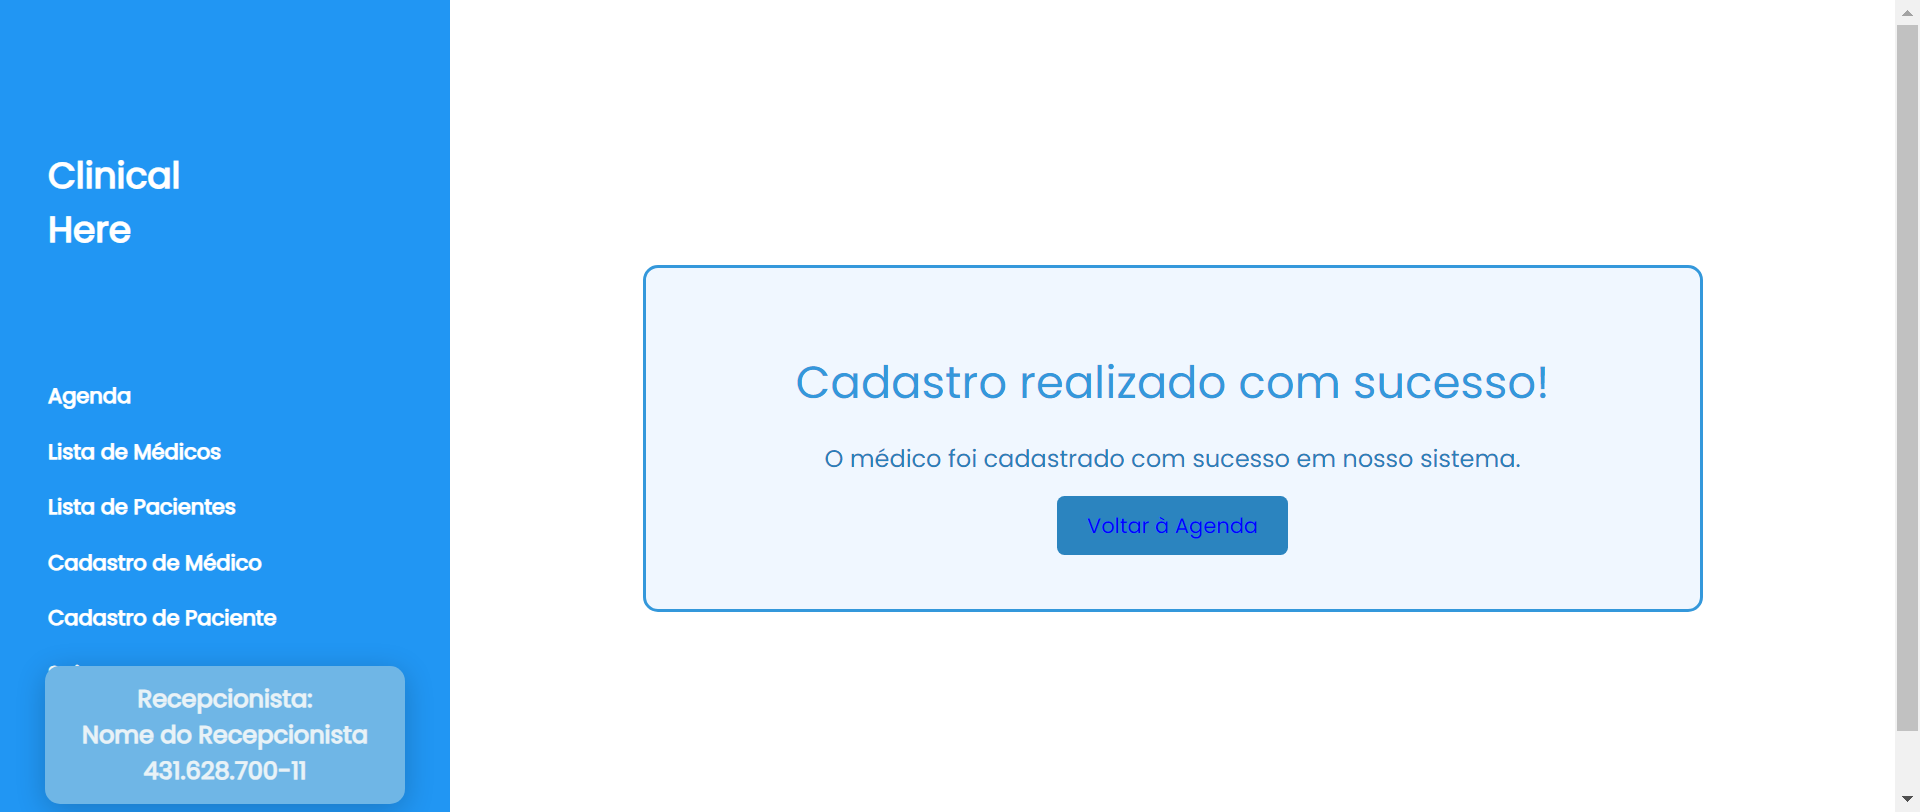 Clinical
Here
Agenda
Lista de Médicos
Lista de Pacientes
Cadastro de Médico
Cadastro de Paciente
Recepcionista:
Nome do Recepcionista
431.628.700-11
Cadastro realizado com sucesso!
O médico foi cadastrado com sucesso em nosso sistema.
Voltar à Agenda